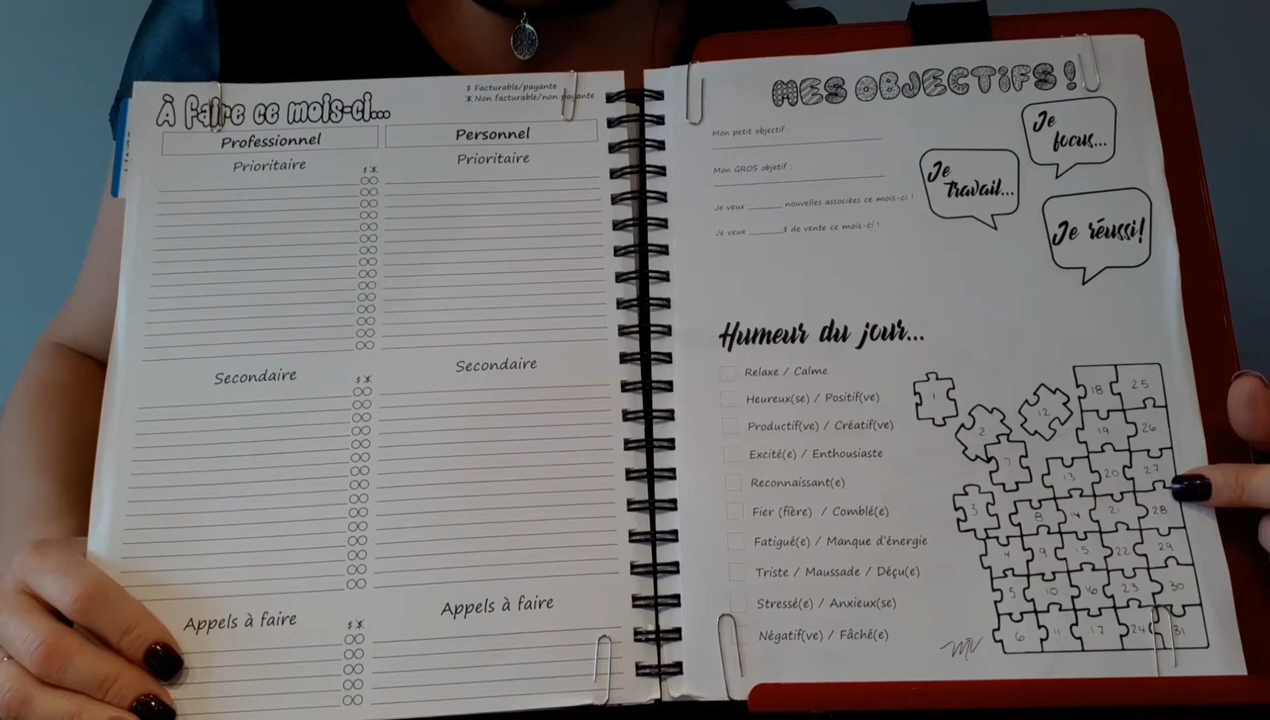 À faire ce mois-ci...
$ Facturable/payante
ж Non facturable/non payante
Professionnel
Personnel
Prioritaire
Prioritaire
$ж
Secondaire
Secondaire
$ж
Appels à faire
Appels à faire
$ж
MES OBJECTiFS !
Mon petit objectif :
Mon GROS objetif :
Je veux ______ nouvelles associées ce mois-ci !
Je veux ______$ de vente ce mois-ci !
Je focus...
Je travail...
Je réussi!
Humeur du jour...
Relaxe / Calme
Heureux(se) / Positif(ve)
Productif(ve) / Créatif(ve)
Excité(e) / Enthousiaste
Reconnaissant(e)
Fier (fière) / Comblé(e)
Fatigué(e) / Manque d'énergie
Triste / Maussade / Déçu(e)
Stressé(e) / Anxieux(se)
Négatif(ve) / Fâché(e)
18 25
1 2 12 19 26
7 13 20 27
3 8 14 21 28
4 9 15 22 29
5 10 16 23 30
6 11 17 24 31